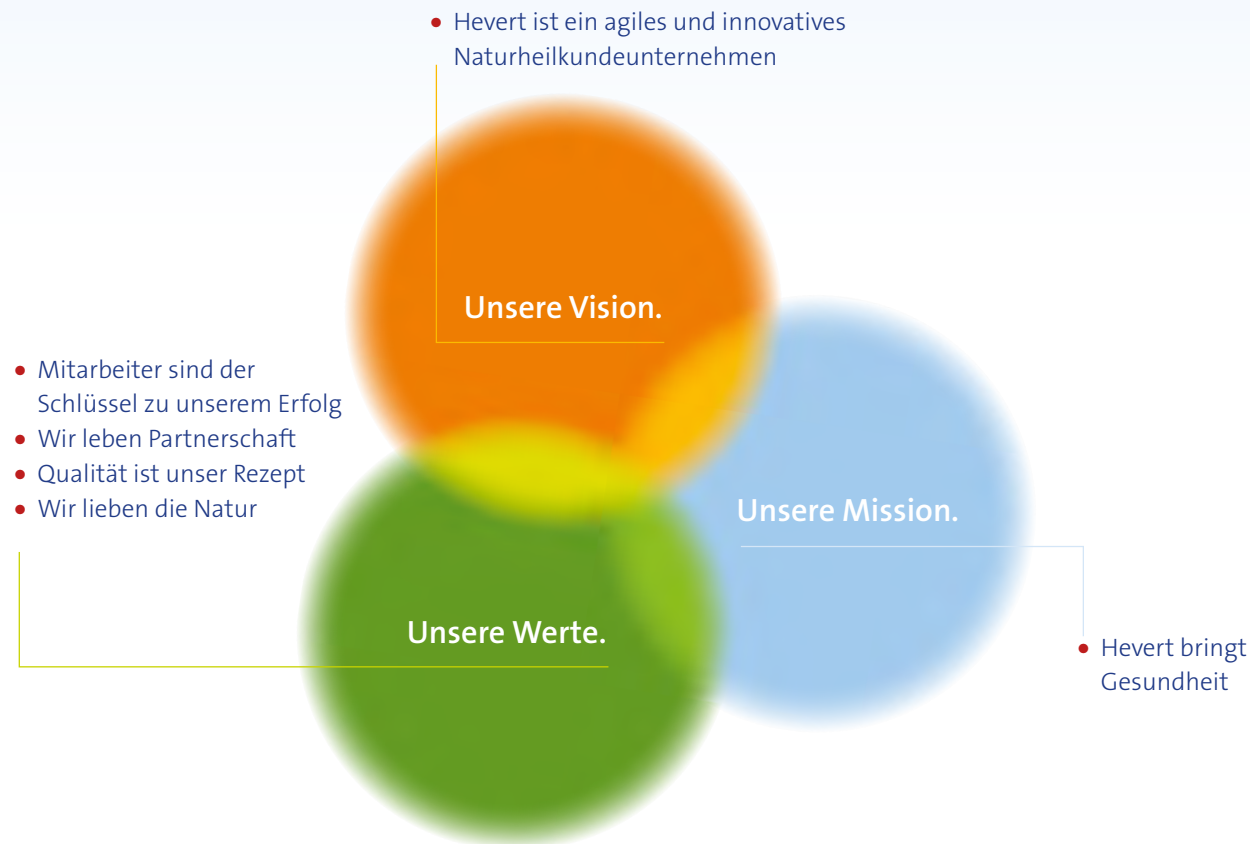 • Hevert ist ein agiles und innovatives
Naturheilkundeunternehmen
Unsere Vision.
• Mitarbeiter sind der
Schlüssel zu unserem Erfolg
• Wir leben Partnerschaft
• Qualität ist unser Rezept
• Wir lieben die Natur
Unsere Mission.
Unsere Werte.
• Hevert bringt
Gesundheit